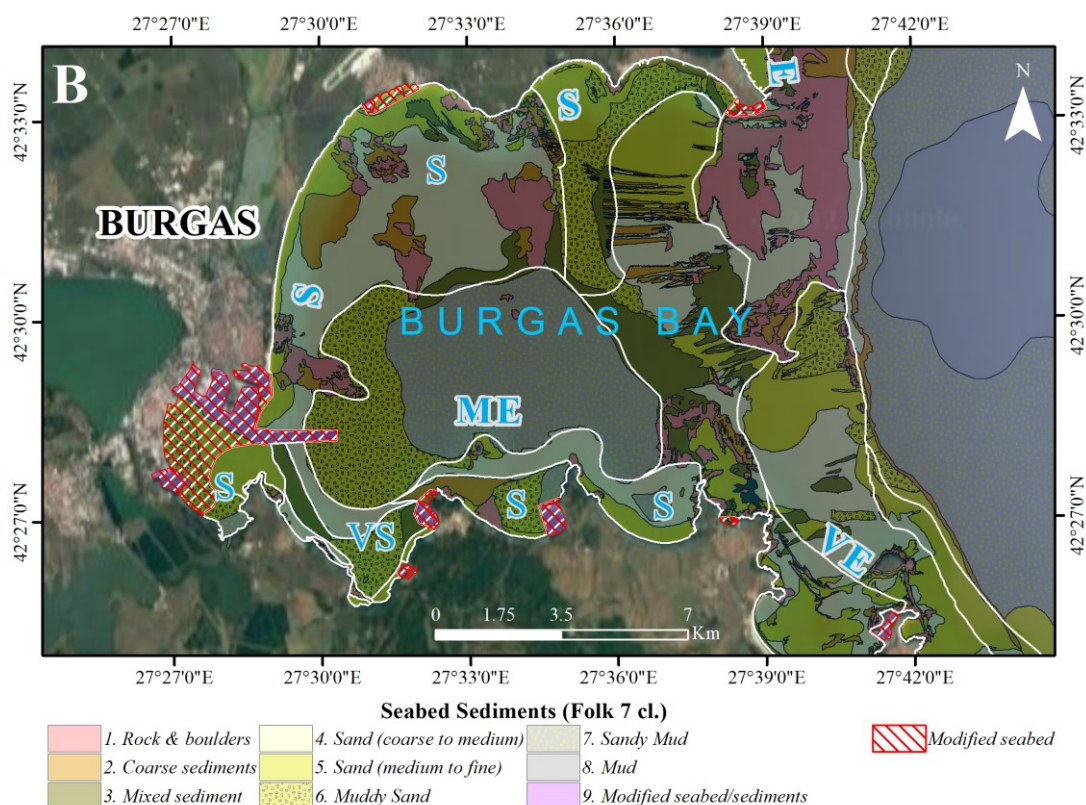 27°27'0"E 27°30'0"E 27°33'0"E 27°36'0"E 27°39'0"E 27°42'0"E
B
N
E
S
42°33'0"N 42°33'0"N
S
BURGAS
S
42°30'0"N 42°30'0"N
BURGAS BAY
ME
S
S
S
42°27'0"N 42°27'0"N
VS
VE
0 1.75 3.5 7
Km
27°27'0"E 27°30'0"E 27°33'0"E 27°36'0"E 27°39'0"E 27°42'0"E
Seabed Sediments (Folk 7 cl.)
1. Rock & boulders 4. Sand (coarse to medium) 7. Sandy Mud Modified seabed
2. Coarse sediments 5. Sand (medium to fine) 8. Mud
3. Mixed sediment 6. Muddy Sand 9. Modified seabed/sediments